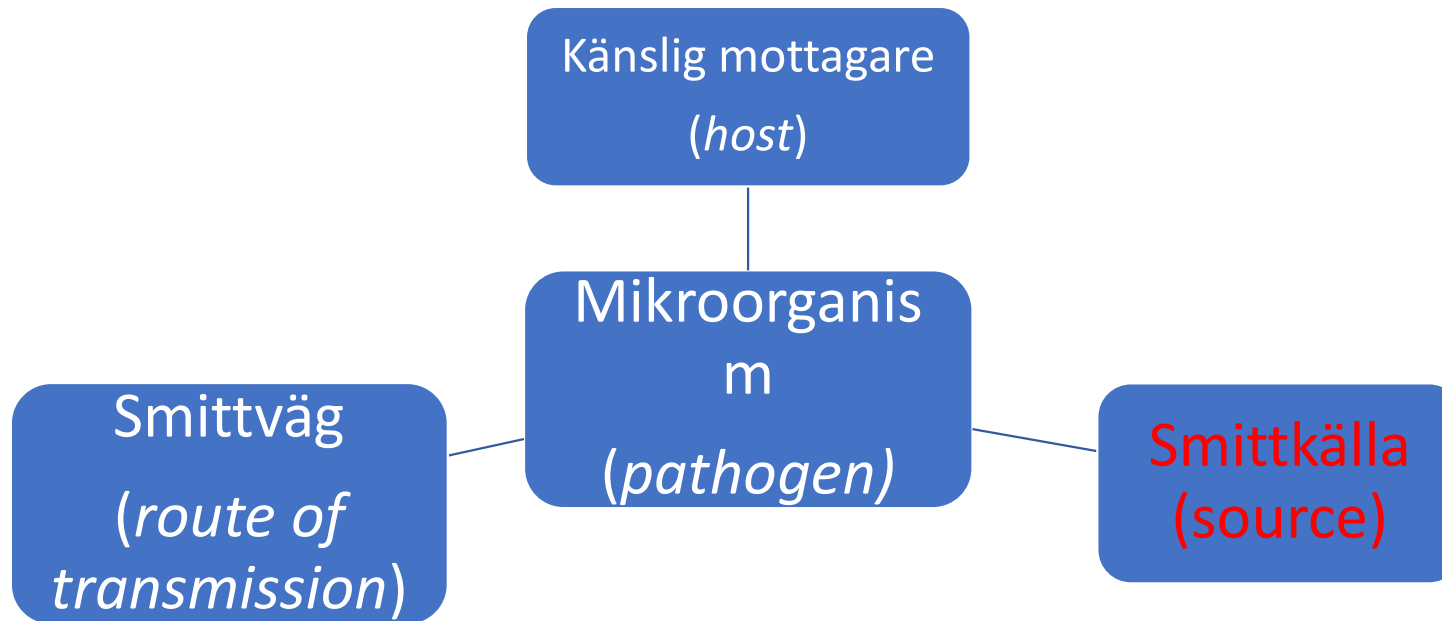 Känslig mottagare
(host)
Mikroorganis
m
(pathogen)
Smittväg
(route of
transmission)
Smittkälla
(source)